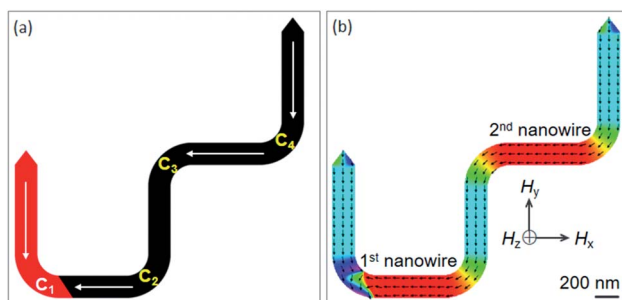 (a)
C4
C3
C1
C2
(b)
2nd nanowire
Hy
Hz
Hx
1st nanowire
200 nm